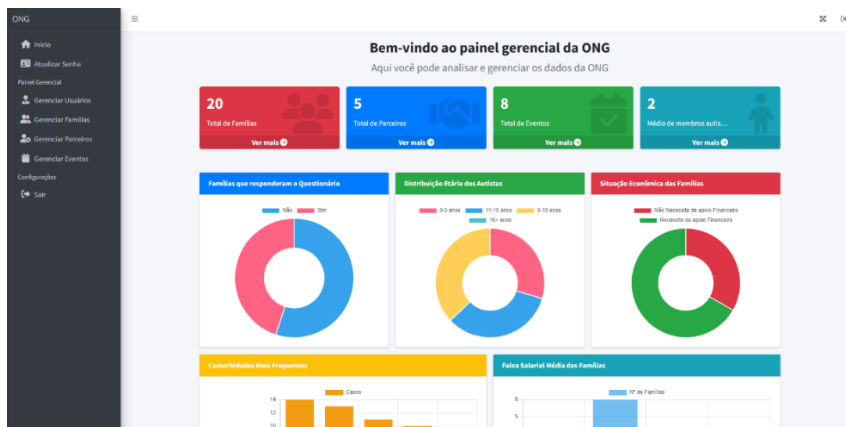 ONG
Início
Atualizar Senha
Painel Gerencial
Gerenciar Usuários
Gerenciar Famílias
Gerenciar Parceiros
Gerenciar Eventos
Configurações
Sair
Bem-vindo ao painel gerencial da ONG
Aqui você pode analisar e gerenciar os dados da ONG
20
Total de Famílias
Ver mais
5
Total de Parceiros
Ver mais
8
Total de Eventos
Ver mais
2
Média de membros autis...
Ver mais
Famílias que responderam o Questionário
Não Sim
Distribuição Etária dos Autistas
0-5 anos 11-15 anos 6-10 anos
16+ anos
Situação Econômica das Famílias
Não Necessita de apoio Financeiro
Necessita de apoio Financeiro
Comorbidades Mais Frequentes
Casos
14
12
10
Faixa Salarial Média das Famílias
Nº de Famílias
6
5